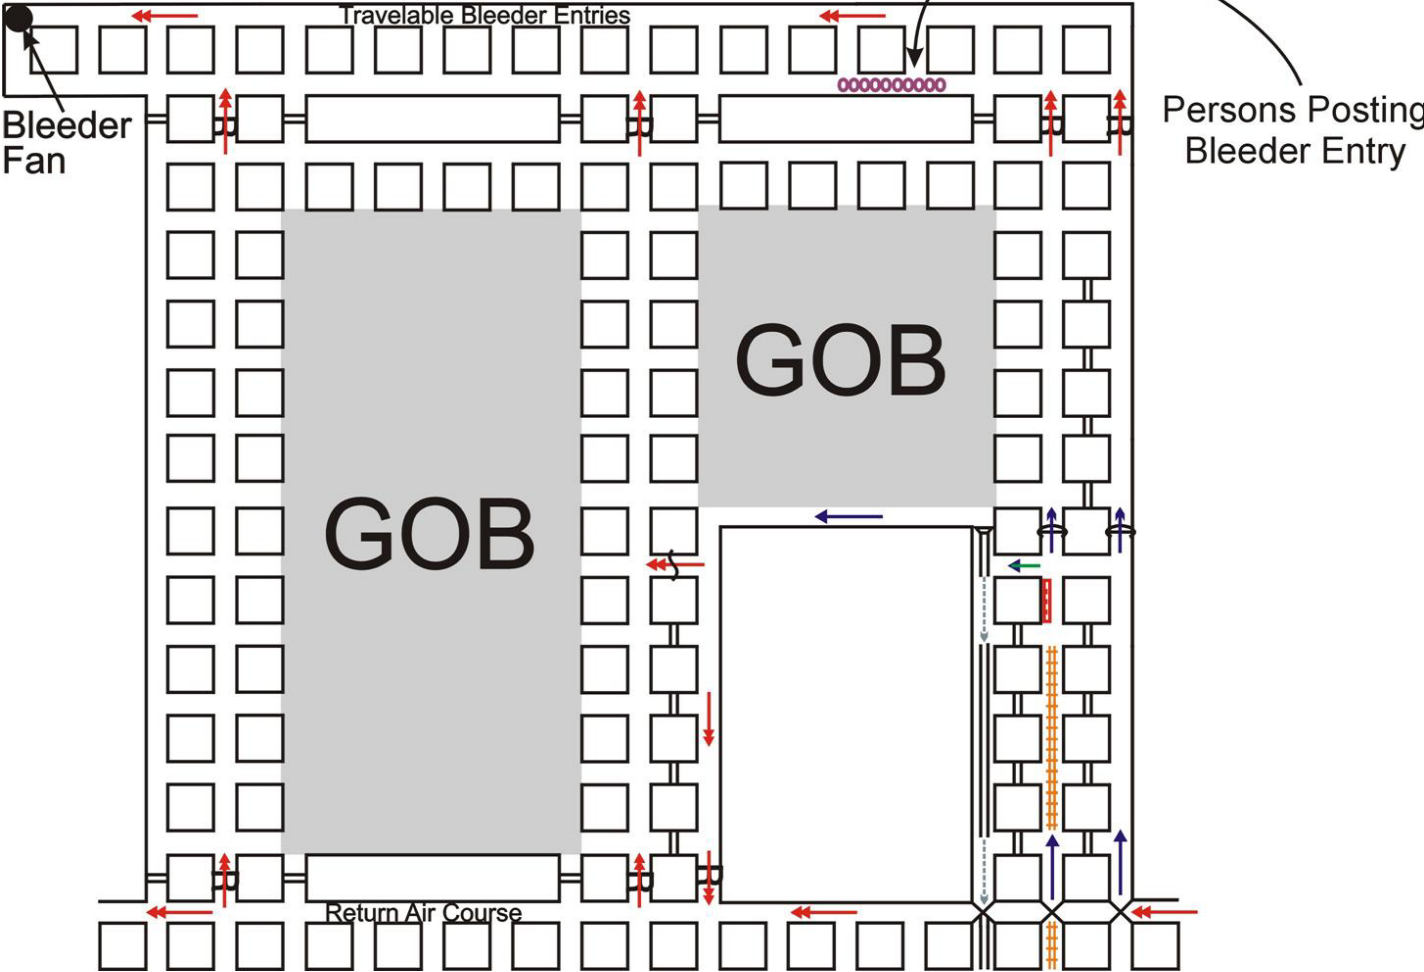 Travelable Bleeder Entries
Bleeder
Fan
Persons Posting
Bleeder Entry
GOB
GOB
Return Air Course